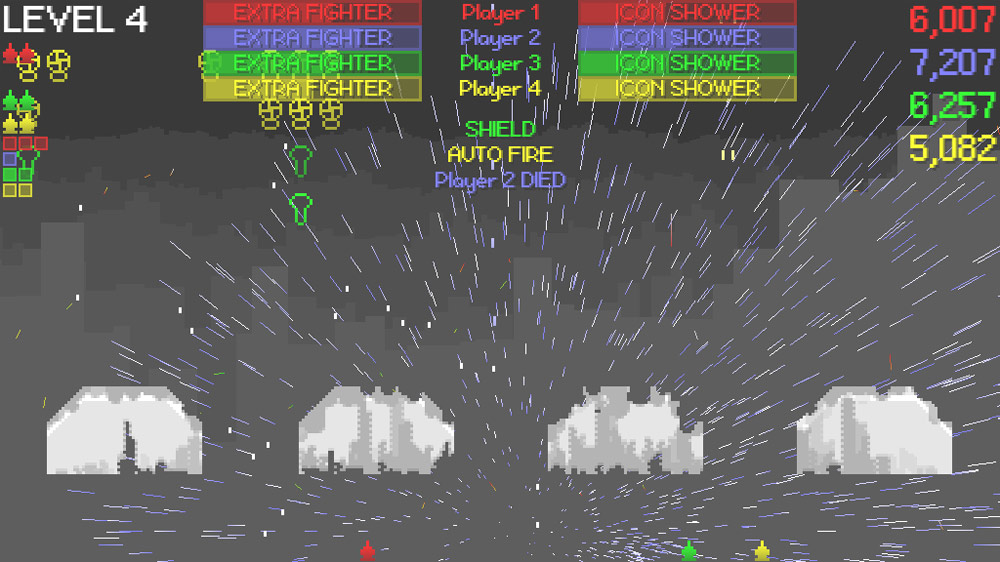 LEVEL 4
EXTRA FIGHTER Player 1 ICON SHOWER 6,007
EXTRA FIGHTER Player 2 ICON SHOWER 7,207
EXTRA FIGHTER Player 3 ICON SHOWER 6,257
EXTRA FIGHTER Player 4 ICON SHOWER 5,082
SHIELD
AUTO FIRE
Player 2 DIED